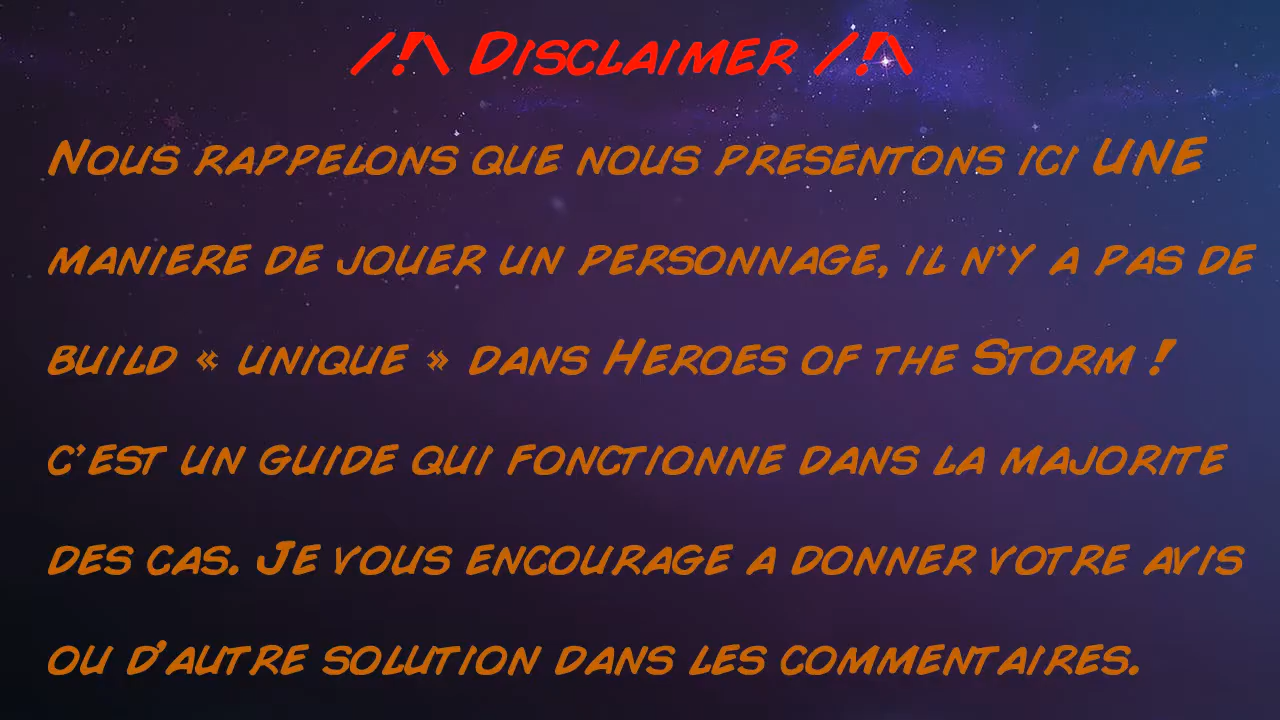 /!\ Disclaimer /!\
Nous rappelons que nous presentons ici UNE
maniere de jouer un personnage, il n'y a pas de
build « unique » dans Heroes of the Storm !
c'est un guide qui fonctionne dans la majorite
des cas. Je vous encourage a donner votre avis
ou d'autre solution dans les commentaires.